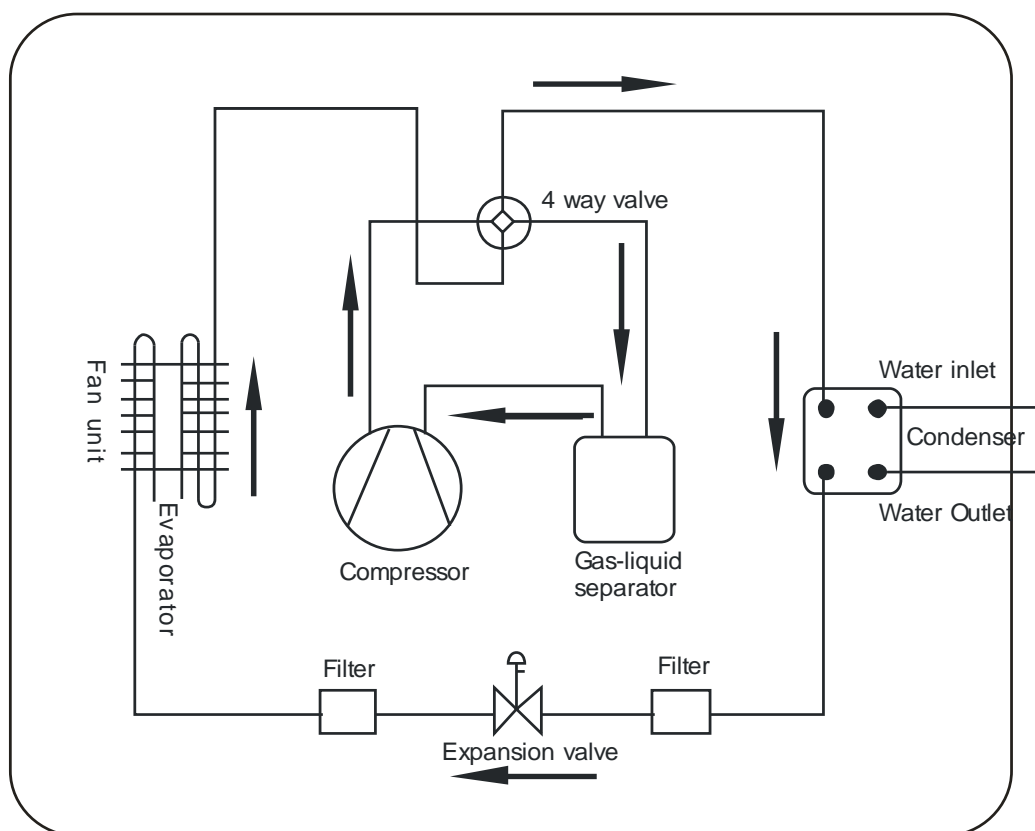 4 way valve
Fan unit
Evaporator
Water inlet
Condenser
Water Outlet
Compressor
Gas-liquid
separator
Filter
Filter
Expansion valve